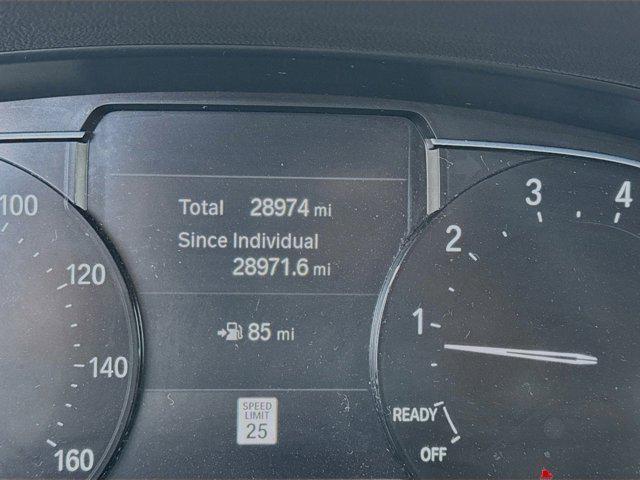 Total 28974 mi
Since Individual
28971.6 mi
85 mi
SPEED
LIMIT
25
100
120
140
160
1
2
3
4
READY
OFF